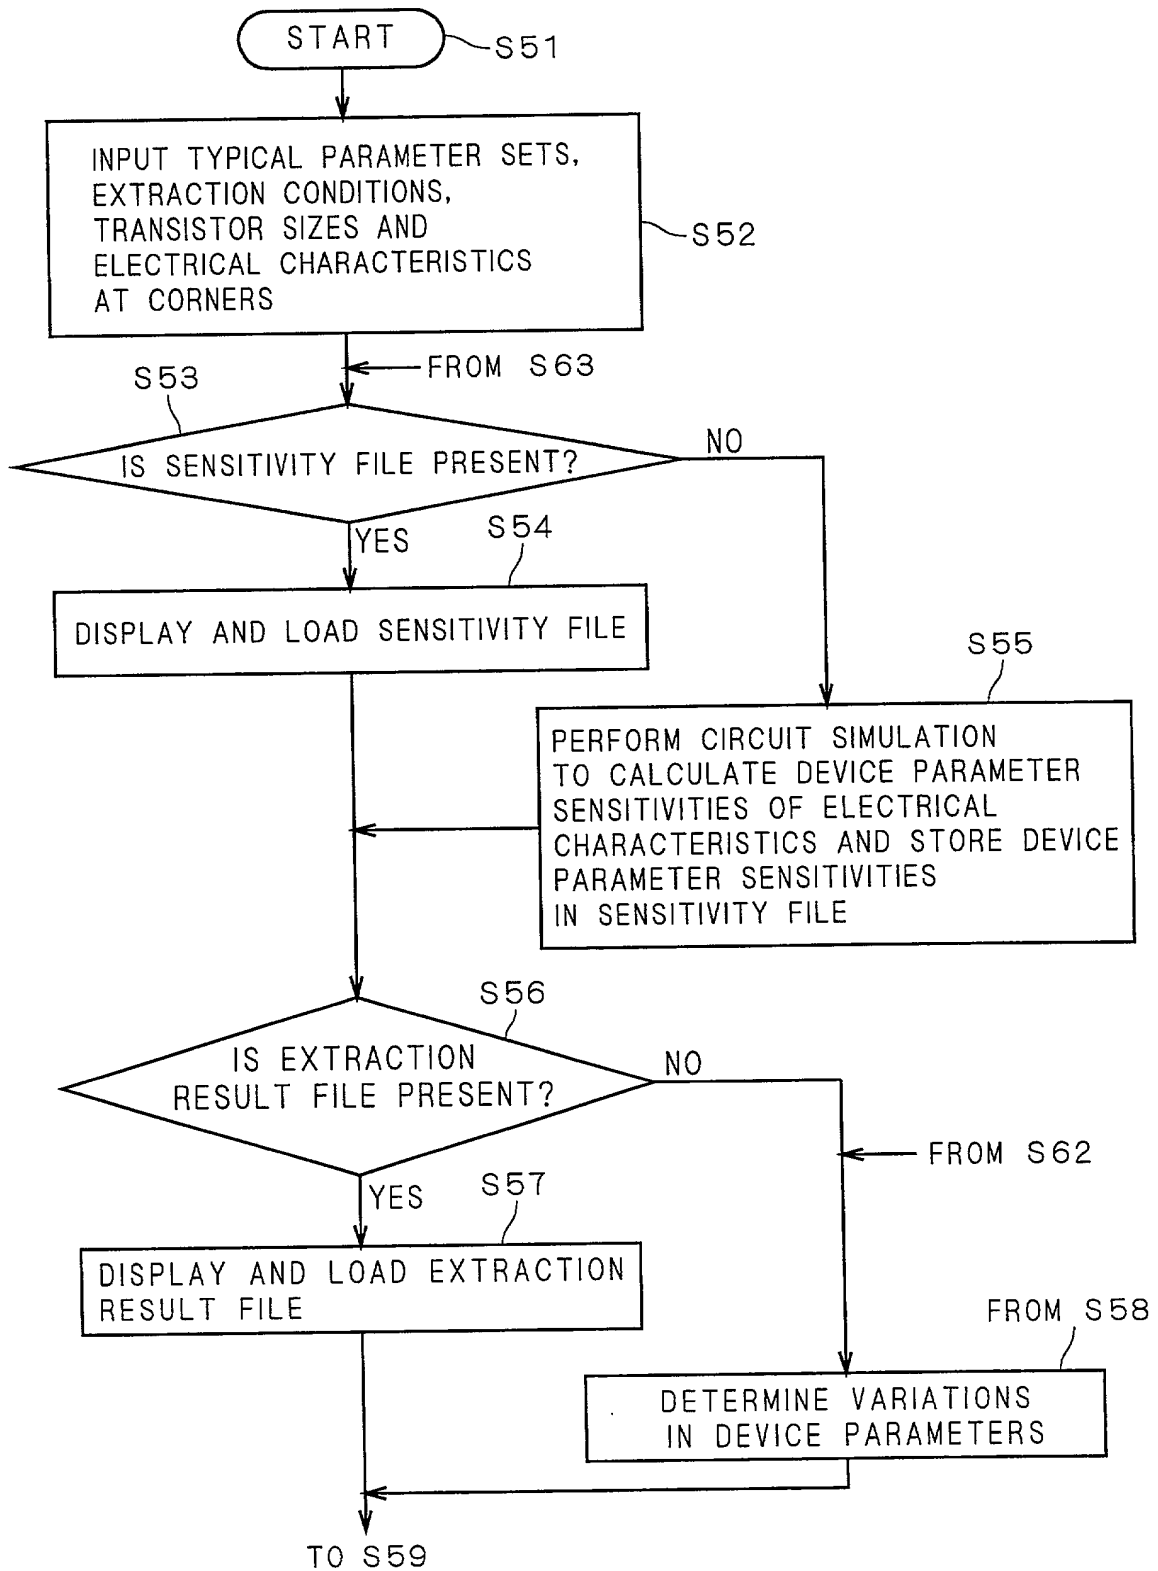 START
S51
INPUT TYPICAL PARAMETER SETS,
EXTRACTION CONDITIONS,
TRANSISTOR SIZES AND
ELECTRICAL CHARACTERISTICS
AT CORNERS
S52
FROM S63
S53
IS SENSITIVITY FILE PRESENT?
NO
YES
S54
DISPLAY AND LOAD SENSITIVITY FILE
S55
PERFORM CIRCUIT SIMULATION
TO CALCULATE DEVICE PARAMETER
SENSITIVITIES OF ELECTRICAL
CHARACTERISTICS AND STORE DEVICE
PARAMETER SENSITIVITIES
IN SENSITIVITY FILE
S56
IS EXTRACTION
RESULT FILE PRESENT?
NO
FROM S62
YES
S57
DISPLAY AND LOAD EXTRACTION
RESULT FILE
FROM S58
DETERMINE VARIATIONS
IN DEVICE PARAMETERS
TO S59